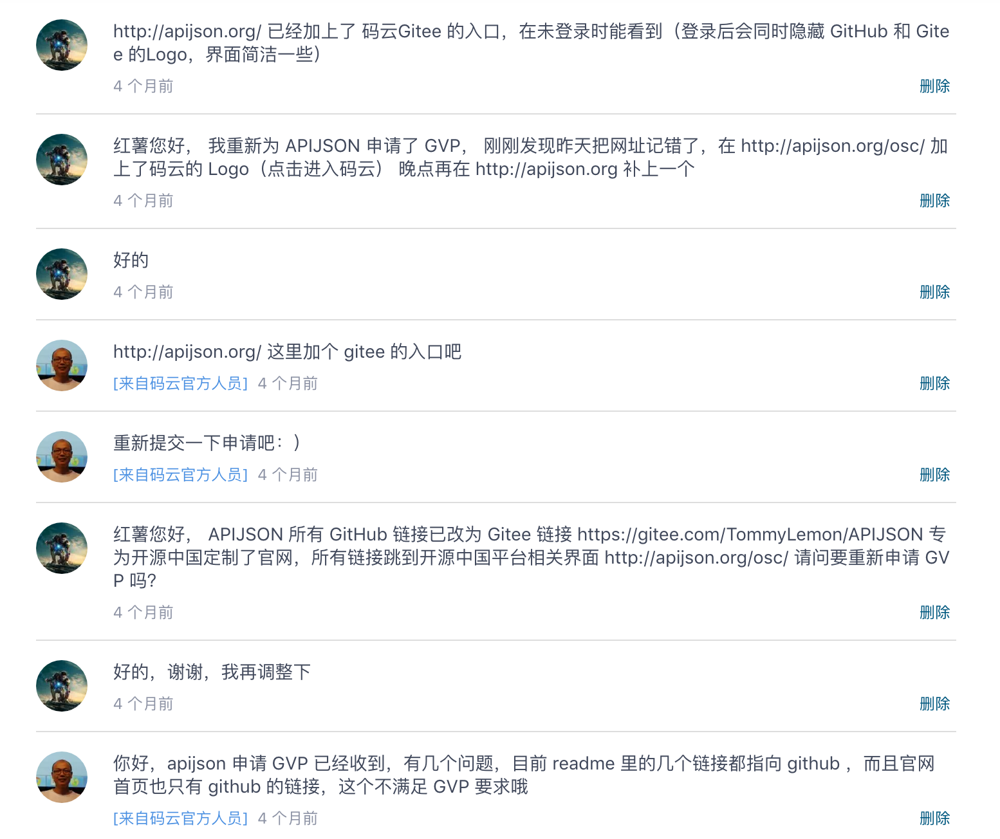 http://apijson.org/ 已经加上了 码云Gitee 的入口，在未登录时能看到（登录后会同时隐藏 GitHub 和 Gite
e 的Logo，界面简洁一些）
4 个月前 删除
红薯您好， 我重新为 APIJSON 申请了 GVP， 刚刚发现昨天把网址记错了，在 http://apijson.org/osc/ 加
上了码云的 Logo（点击进入码云） 晚点再在 http://apijson.org 补上一个
4 个月前 删除
好的
4 个月前 删除
http://apijson.org/ 这里加个 gitee 的入口吧
[来自码云官方人员] 4 个月前 删除
重新提交一下申请吧：）
[来自码云官方人员] 4 个月前 删除
红薯您好， APIJSON 所有 GitHub 链接已改为 Gitee 链接 https://gitee.com/TommyLemon/APIJSON 专
为开源中国定制了官网，所有链接跳到开源中国平台相关界面 http://apijson.org/osc/ 请问要重新申请 GV
P 吗？
4 个月前 删除
好的，谢谢，我再调整下
4 个月前 删除
你好，apijson 申请 GVP 已经收到，有几个问题，目前 readme 里的几个链接都指向 github ，而且官网
首页也只有 github 的链接，这个不满足 GVP 要求哦
[来自码云官方人员] 4 个月前 删除